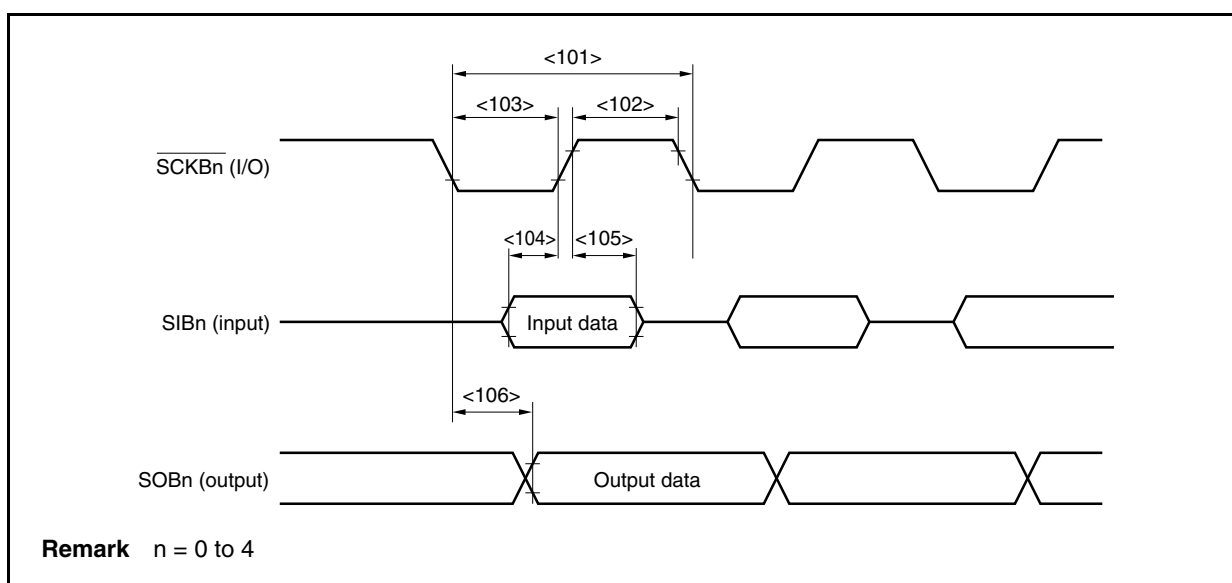 <101>
<103>
<102>
SCKBn (I/O)
<104>
<105>
SIBn (input)
Input data
<106>
SOBn (output)
Output data
Remark n = 0 to 4